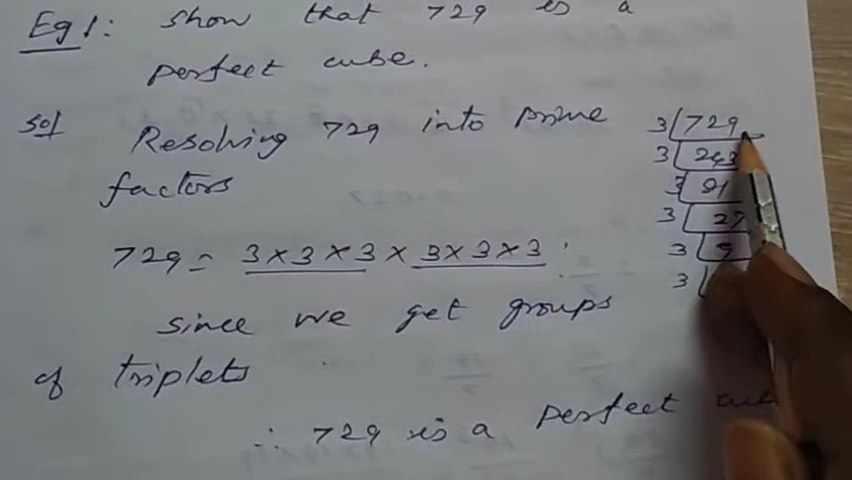 Eg 1: show that 729 is a
perfect cube.
Sol
Resolving 729 into prime
factors
729 = 3 × 3 × 3 × 3 × 3 × 3
since we get groups
of triplets
∴ 729 is a perfect
3 729
3 243
3 81
3 27
3 9
3